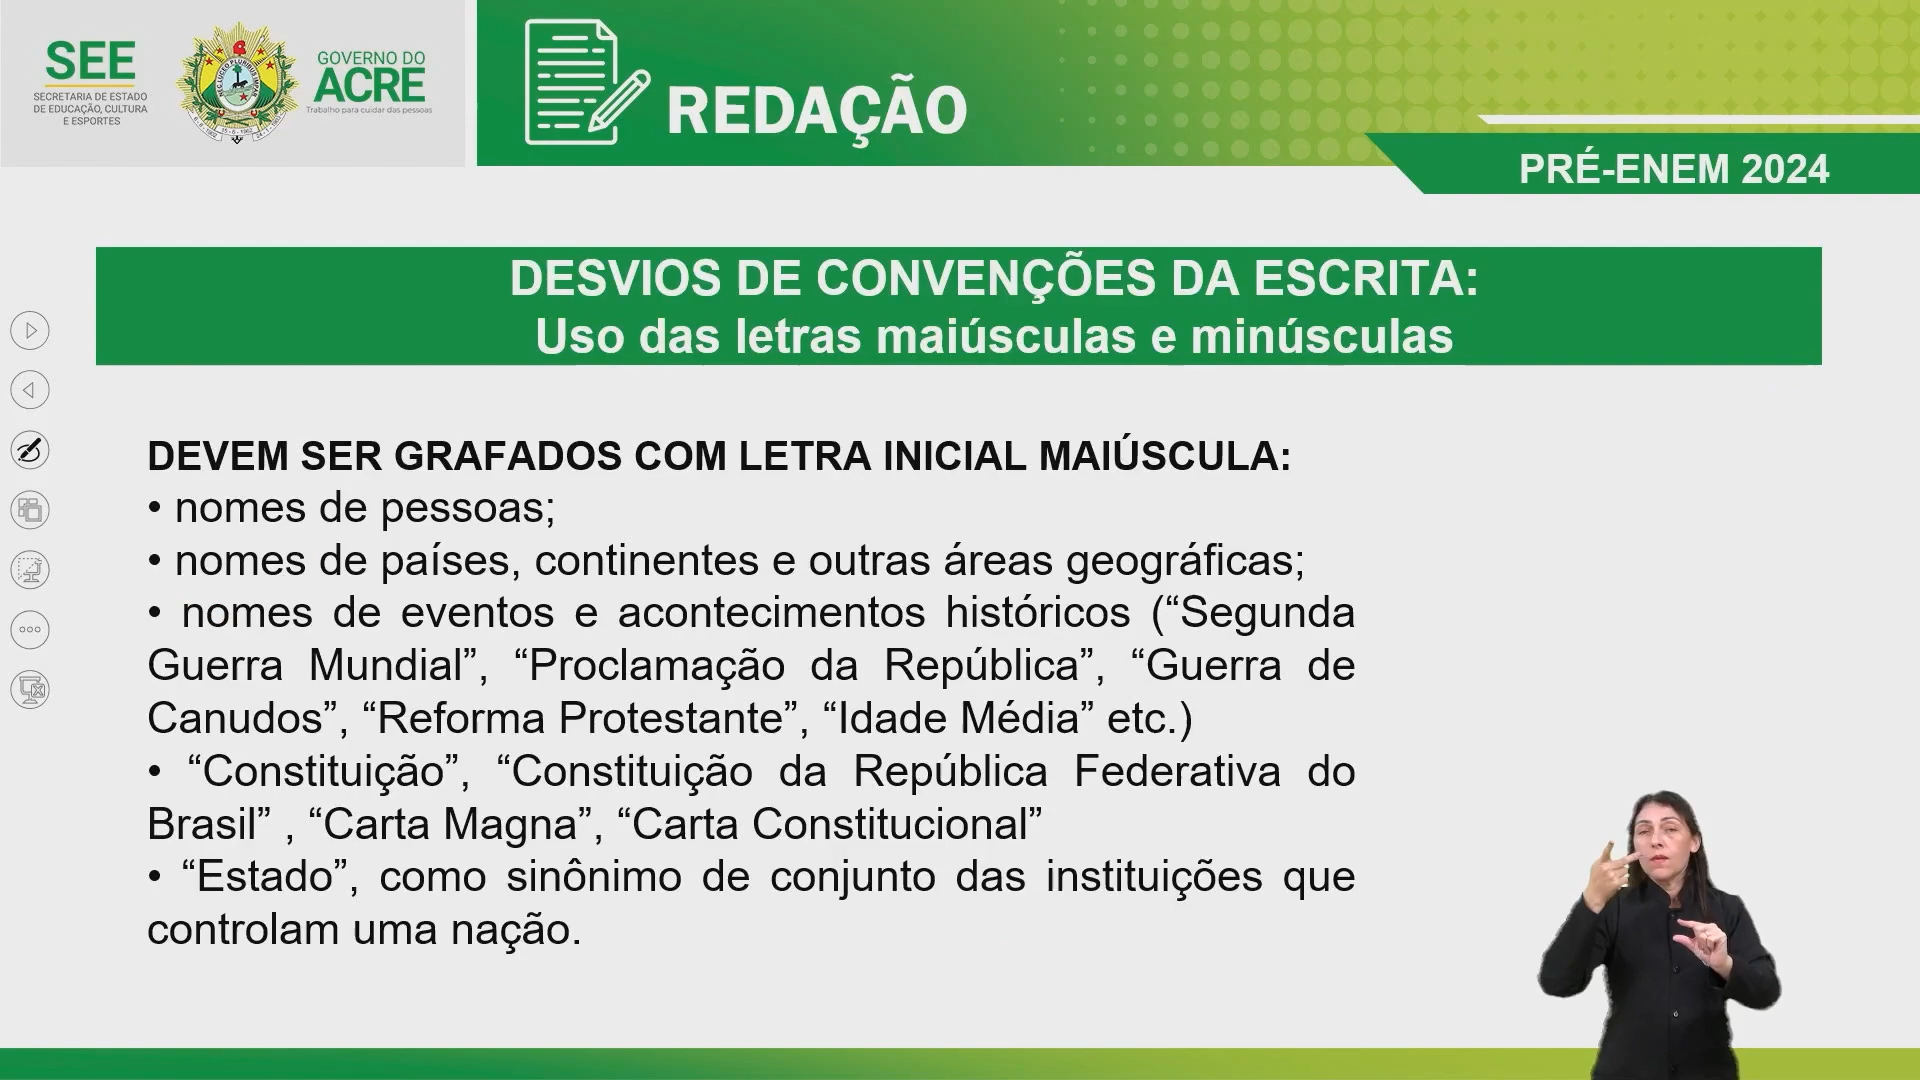 SEE
SECRETARIA DE ESTADO
DE EDUCAÇÃO, CULTURA
E ESPORTES
GOVERNO DO
ACRE
Trabalho para cuidar das pessoas
REDAÇÃO
PRÉ-ENEM 2024
DESVIOS DE CONVENÇÕES DA ESCRITA:
Uso das letras maiúsculas e minúsculas
DEVEM SER GRAFADOS COM LETRA INICIAL MAIÚSCULA:
• nomes de pessoas;
• nomes de países, continentes e outras áreas geográficas;
• nomes de eventos e acontecimentos históricos (“Segunda
Guerra Mundial”, “Proclamação da República”, “Guerra de
Canudos”, “Reforma Protestante”, “Idade Média” etc.)
• “Constituição”, “Constituição da República Federativa do
Brasil” , “Carta Magna”, “Carta Constitucional”
• “Estado”, como sinônimo de conjunto das instituições que
controlam uma nação.